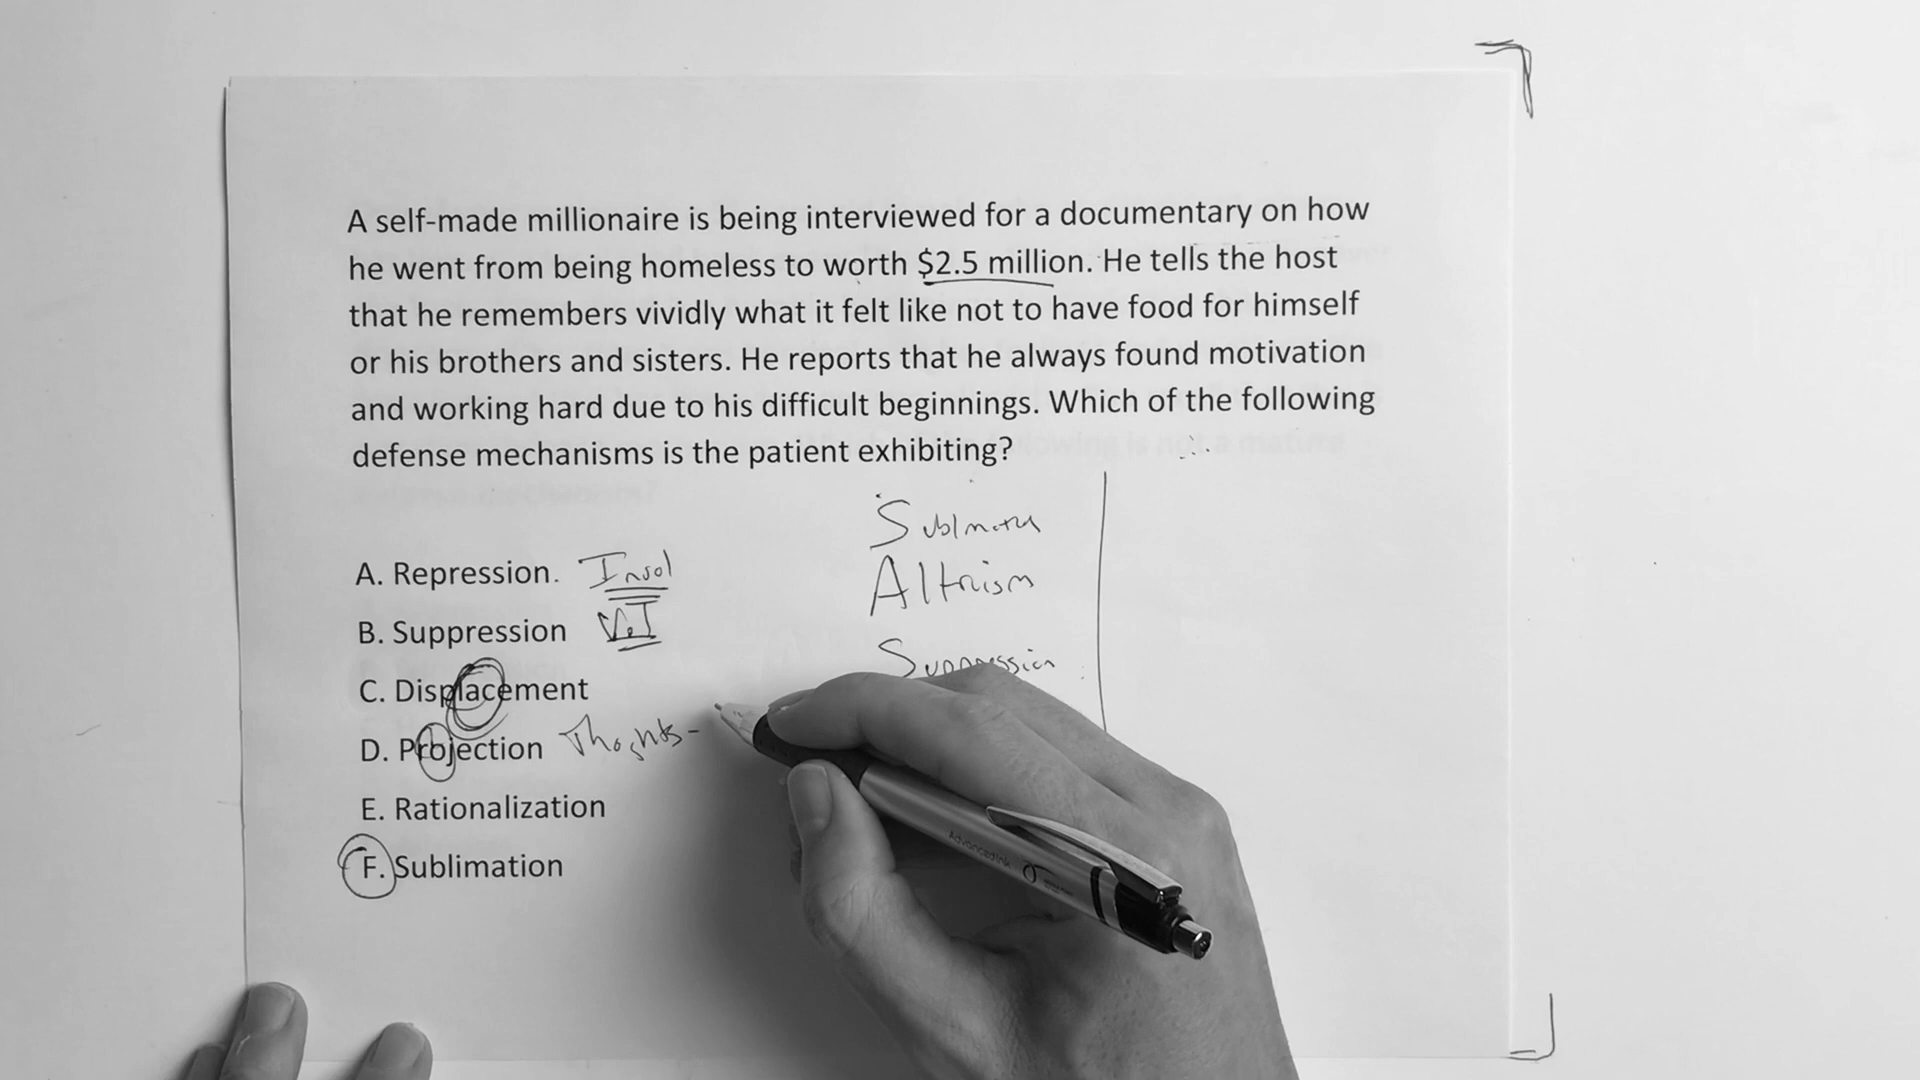 A self-made millionaire is being interviewed for a documentary on how
he went from being homeless to worth $2.5 million. He tells the host
that he remembers vividly what it felt like not to have food for himself
or his brothers and sisters. He reports that he always found motivation
and working hard due to his difficult beginnings. Which of the following
defense mechanisms is the patient exhibiting?
A. Repression. Invol
B. Suppression Vol
C. Displacement
D. Projection Thoghts-
E. Rationalization
F. Sublimation
Altruism
Suppression
AdvancedInk